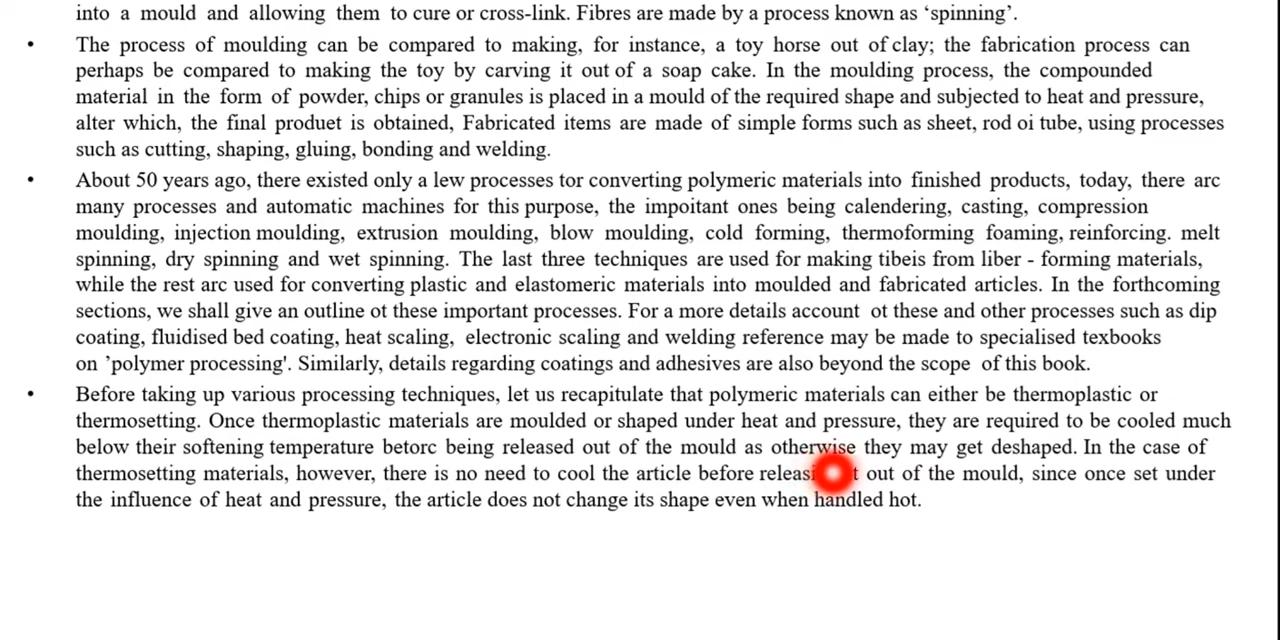 into a mould and allowing them to cure or cross-link. Fibres are made by a process known as ‘spinning’.
• The process of moulding can be compared to making, for instance, a toy horse out of clay; the fabrication process can
perhaps be compared to making the toy by carving it out of a soap cake. In the moulding process, the compounded
material in the form of powder, chips or granules is placed in a mould of the required shape and subjected to heat and pressure,
alter which, the final produet is obtained, Fabricated items are made of simple forms such as sheet, rod oi tube, using processes
such as cutting, shaping, gluing, bonding and welding.
• About 50 years ago, there existed only a lew processes tor converting polymeric materials into finished products, today, there arc
many processes and automatic machines for this purpose, the impoitant ones being calendering, casting, compression
moulding, injection moulding, extrusion moulding, blow moulding, cold forming, thermoforming foaming, reinforcing. melt
spinning, dry spinning and wet spinning. The last three techniques are used for making tibeis from liber - forming materials,
while the rest arc used for converting plastic and elastomeric materials into moulded and fabricated articles. In the forthcoming
sections, we shall give an outline ot these important processes. For a more details account ot these and other processes such as dip
coating, fluidised bed coating, heat scaling, electronic scaling and welding reference may be made to specialised texbooks
on ’polymer processing'. Similarly, details regarding coatings and adhesives are also beyond the scope of this book.
• Before taking up various processing techniques, let us recapitulate that polymeric materials can either be thermoplastic or
thermosetting. Once thermoplastic materials are moulded or shaped under heat and pressure, they are required to be cooled much
below their softening temperature betorc being released out of the mould as otherwise they may get deshaped. In the case of
thermosetting materials, however, there is no need to cool the article before out of the mould, since once set under
the influence of heat and pressure, the article does not change its shape even when handled hot.